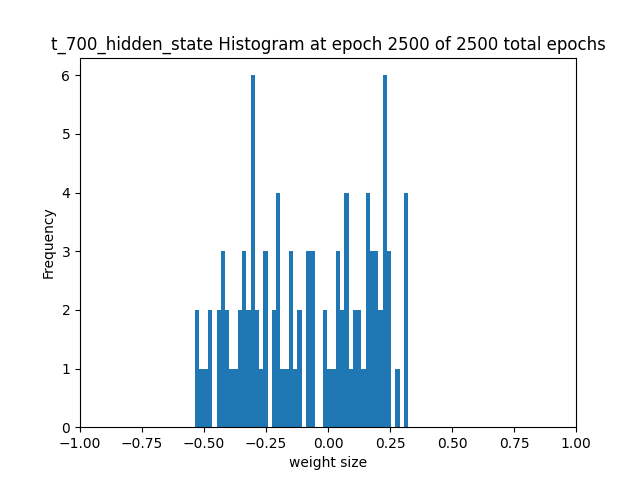 t_700_hidden_state Histogram at epoch 2500 of 2500 total epochs
6
5
4
3
2
1
0
Frequency
−1.00 −0.75 −0.50 −0.25 0.00 0.25 0.50 0.75 1.00
weight size